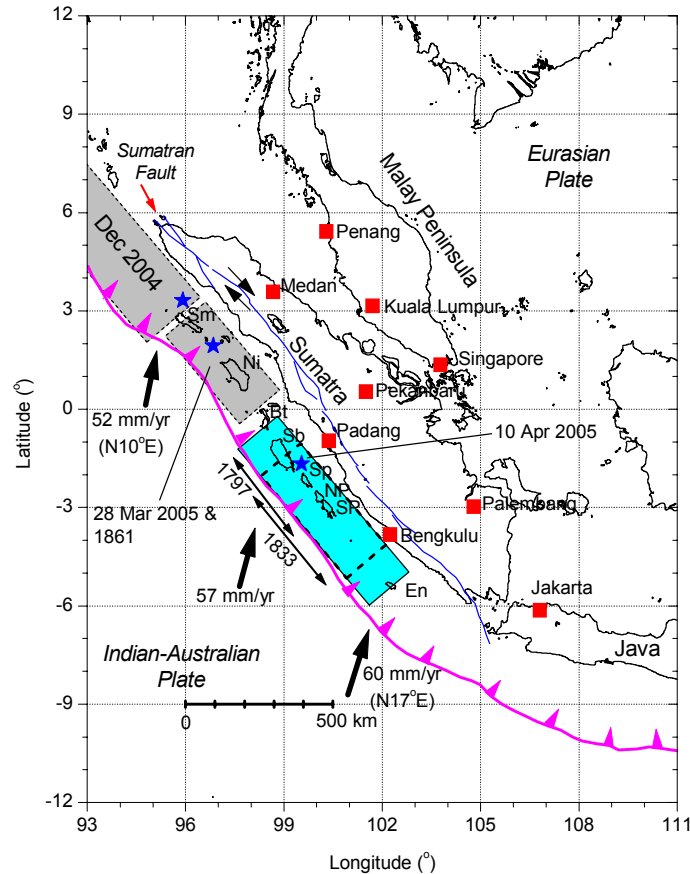 12
9
6
3
0
-3
-6
-9
-12
Latitude (°)
93
96
99
102
105
108
111
Longitude (°)
Sumatran
Fault
Eurasian
Plate
Malay Peninsula
Dec 2004
Penang
Medan
Kuala Lumpur
Sm
Singapore
Ni
Sumatra
Pekanbaru
52 mm/yr
(N10°E)
Bt
Padang
10 Apr 2005
Sb
Sp
NP
SP
28 Mar 2005 &
1861
1797
1833
Palembang
Bengkulu
57 mm/yr
En
Jakarta
Java
Indian-Australian
Plate
60 mm/yr
(N17°E)
0
500 km